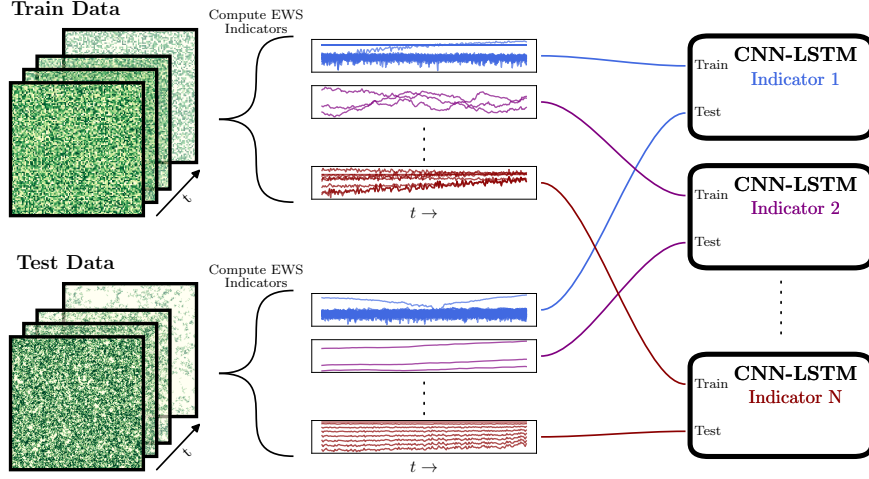 Train Data
Compute EWS
Indicators
t
t →
Test Data
Compute EWS
Indicators
t
t →
CNN-LSTM
Train
Indicator 1
Test
CNN-LSTM
Train
Indicator 2
Test
CNN-LSTM
Train
Indicator N
Test